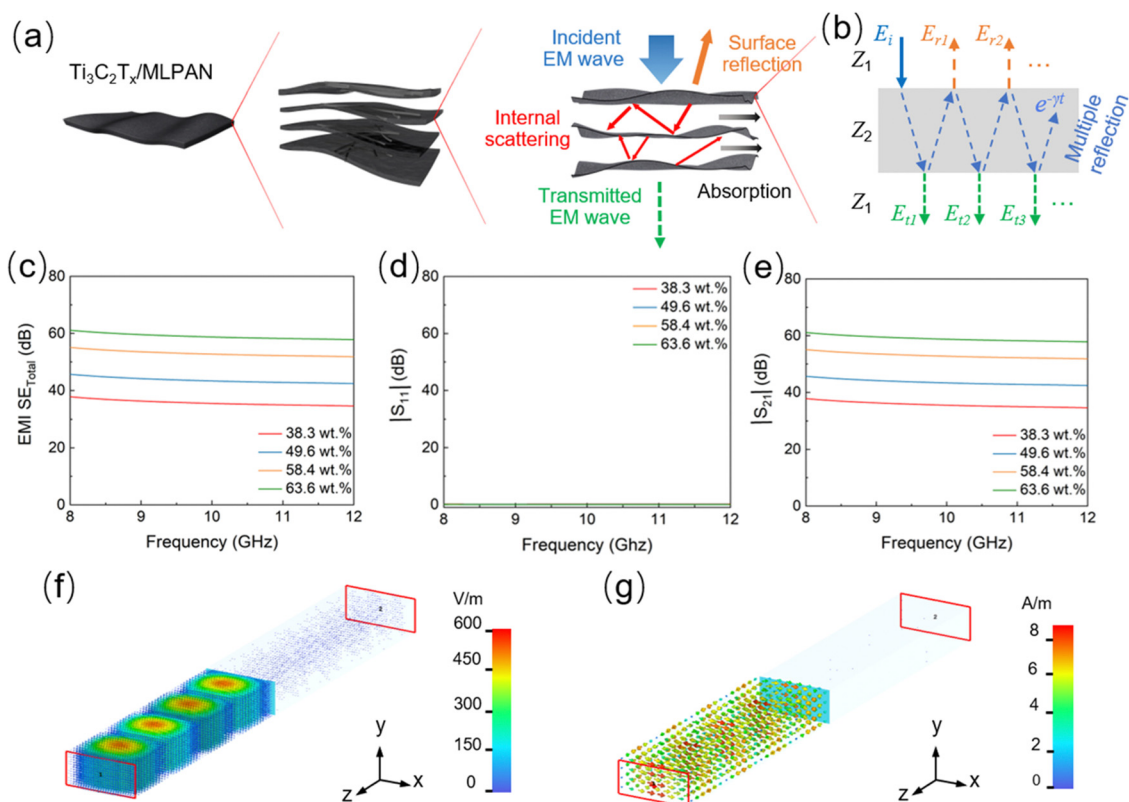 (a)
Ti₃C₂Tₓ/MLPAN
Incident
EM wave
Surface
reflection
Internal
scattering
Transmitted
EM wave
Absorption
(b)
Eᵢ
Eᵣ₁
Eᵣ₂
...
Z₁
e⁻ᵞᵗ
Z₂
Multiple
reflection
Z₁
Eₜ₁
Eₜ₂
Eₜ₃
...
(c)
80
60
40
20
0
EMI SE_Total (dB)
38.3 wt.%
49.6 wt.%
58.4 wt.%
63.6 wt.%
8 9 10 11 12
Frequency (GHz)
(d)
80
60
40
20
0
|S₁₁| (dB)
38.3 wt.%
49.6 wt.%
58.4 wt.%
63.6 wt.%
8 9 10 11 12
Frequency (Ghz)
(e)
80
60
40
20
0
|S₂₁| (dB)
38.3 wt.%
49.6 wt.%
58.4 wt.%
63.6 wt.%
8 9 10 11 12
Frequency (GHz)
(f)
2
1
V/m
600
450
300
150
0
y
x
z
(g)
2
A/m
8
6
4
2
0
y
x
z